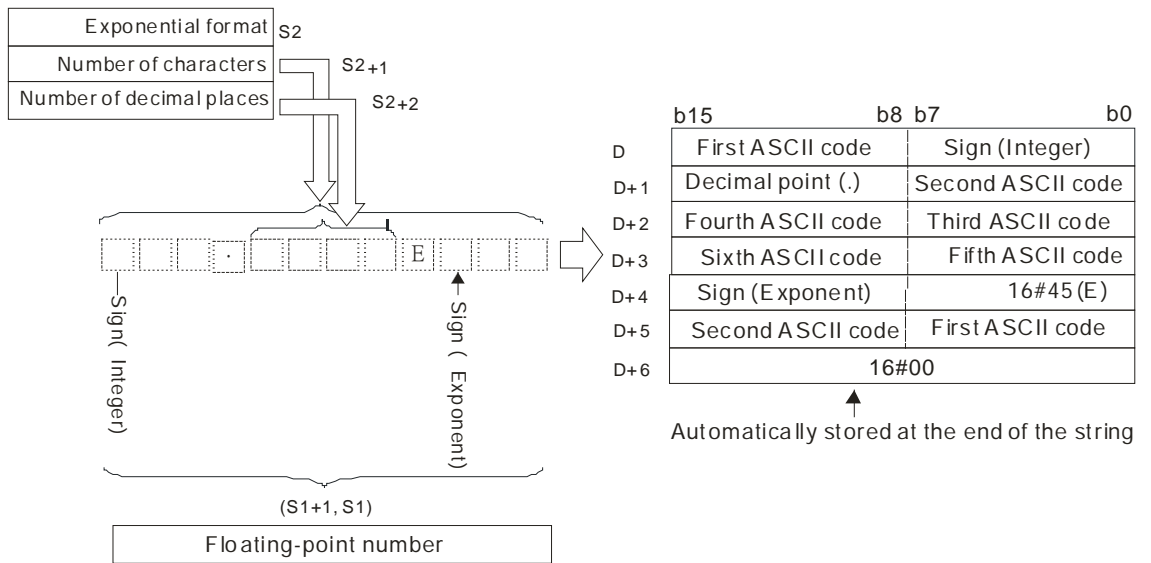 Exponential format S2
Number of characters S2+1
Number of decimal places S2+2
. E
Sign( Integer)
Sign ( Exponent)
(S1+1, S1)
Floating-point number
b15 b8 b7 b0
D First ASCII code Sign (Integer)
D+1 Decimal point (.) Second ASCII code
D+2 Fourth ASCII code Third ASCII code
D+3 Sixth ASCII code Fifth ASCII code
D+4 Sign (Exponent) 16#45 (E)
D+5 Second ASCII code First ASCII code
D+6 16#00
Automatically stored at the end of the string